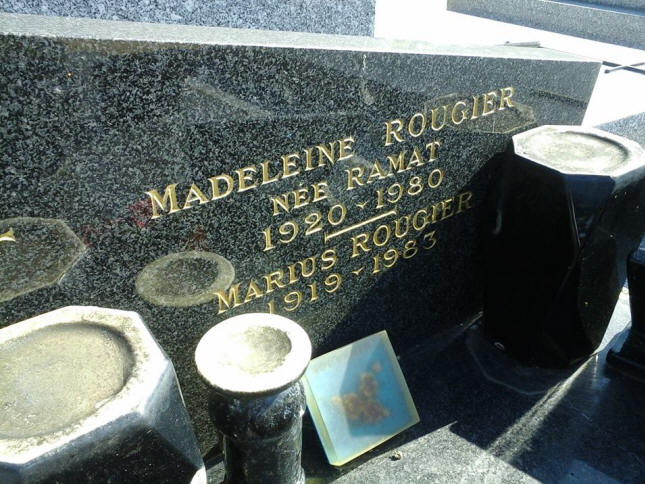 MADELEINE ROUGIER
NÉE RAMAT
1920 - 1980
MARIUS ROUGIER
1919 - 1983